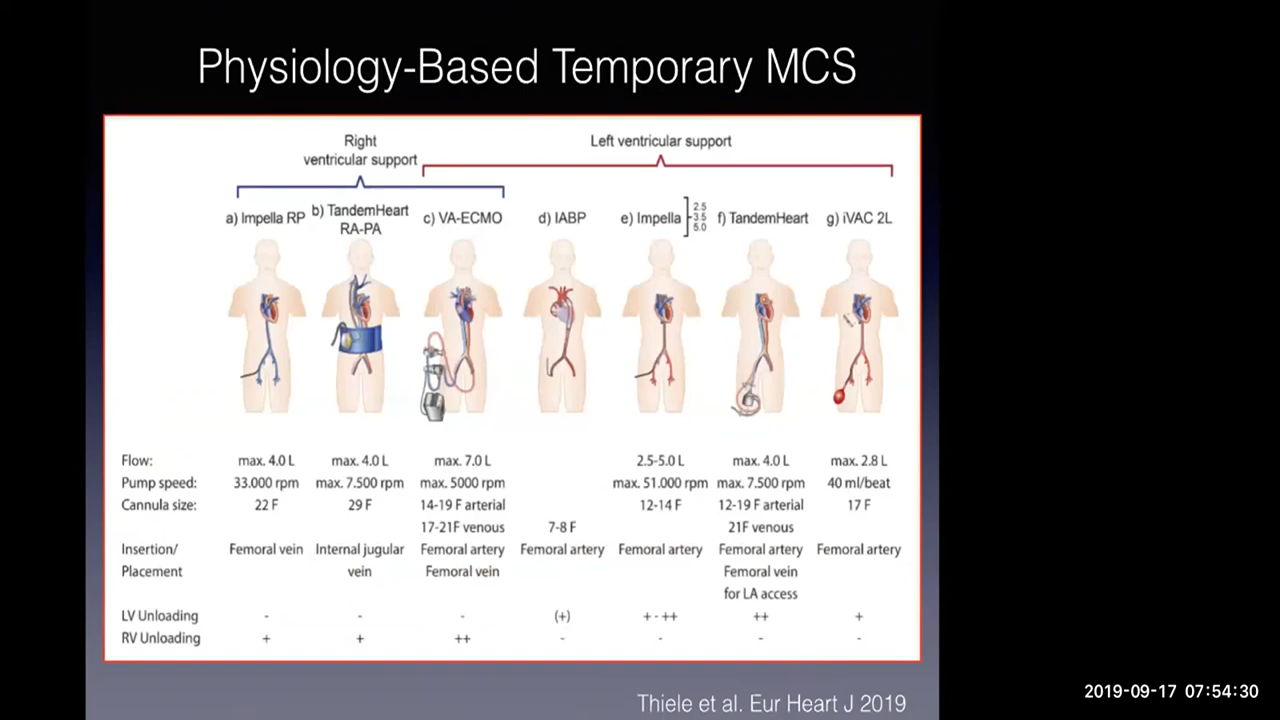 Physiology-Based Temporary MCS
Right
ventricular support
Left ventricular support
a) Impella RP
b) TandemHeart
RA-PA
c) VA-ECMO
d) IABP
e) Impella
2.5
3.5
5.0
f) TandemHeart
g) iVAC 2L
Flow: max. 4.0 L max. 4.0 L max. 7.0 L 2.5-5.0 L max. 4.0 L max. 2.8 L
Pump speed: 33.000 rpm max. 7.500 rpm max. 5000 rpm max. 51.000 rpm max. 7.500 rpm 40 ml/beat
Cannula size: 22 F 29 F 14-19 F arterial 12-14 F 12-19 F arterial 17 F
17-21F venous 7-8 F 21F venous
Insertion/ Femoral vein Internal jugular Femoral artery Femoral artery Femoral artery Femoral artery Femoral artery
Placement vein Femoral vein Femoral vein
for LA access
LV Unloading - - - (+) +-++ ++ +
RV Unloading + + ++ - - - -
Thiele et al. Eur Heart J 2019
2019-09-17 07:54:30